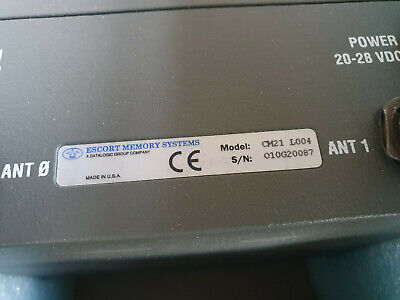 POWER
20-28 VDC
ESCORT MEMORY SYSTEMS
A DATALOGIC GROUP COMPANY
CE
MADE IN U.S.A.
Model: CM21 L004
S/N: 010G20087
ANT 0
ANT 1